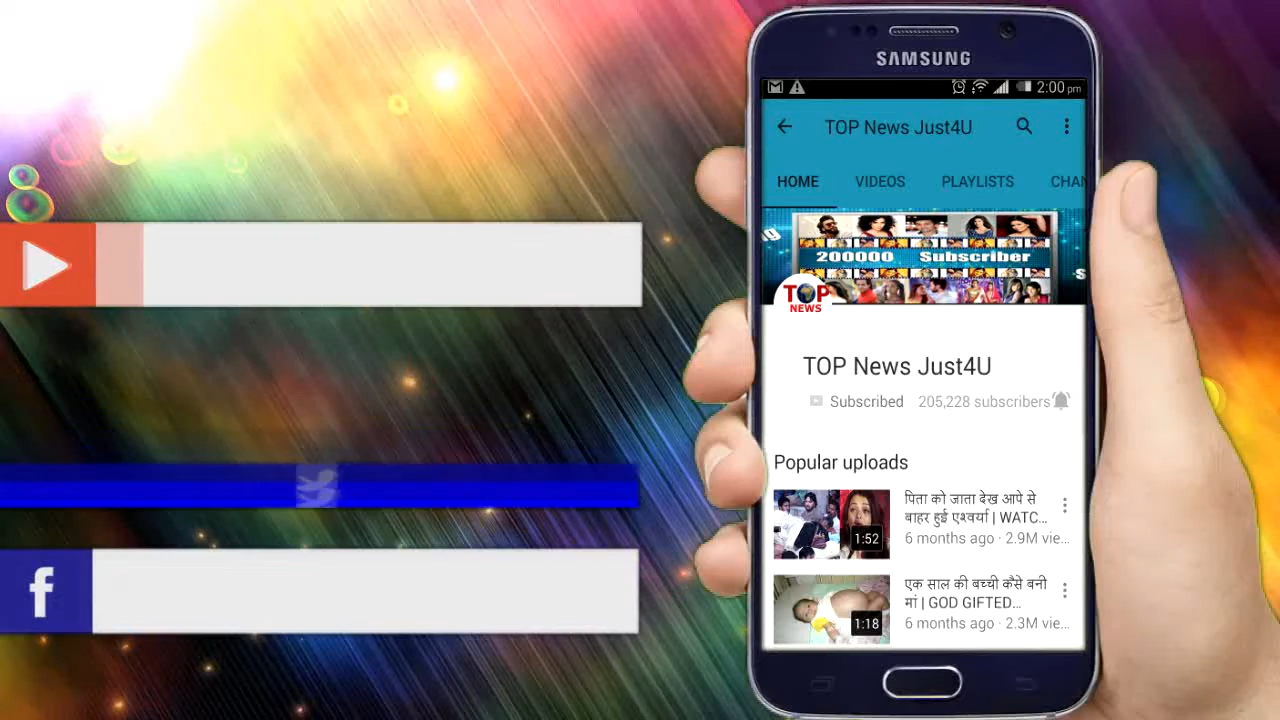 SAMSUNG
2:00 pm
TOP News Just4U
HOME VIDEOS PLAYLISTS CHAN
200000 Subscriber
TOP
NEWS
TOP News Just4U
Subscribed 205,228 subscribers
Popular uploads
पिता को जाता देख आपे से
बाहर हुई एश्वर्या | WATC...
6 months ago · 2.9M vie...
1:52
एक साल की बच्ची कैसे बनी
मां | GOD GIFTED...
6 months ago · 2.3M vie...
1:18
f